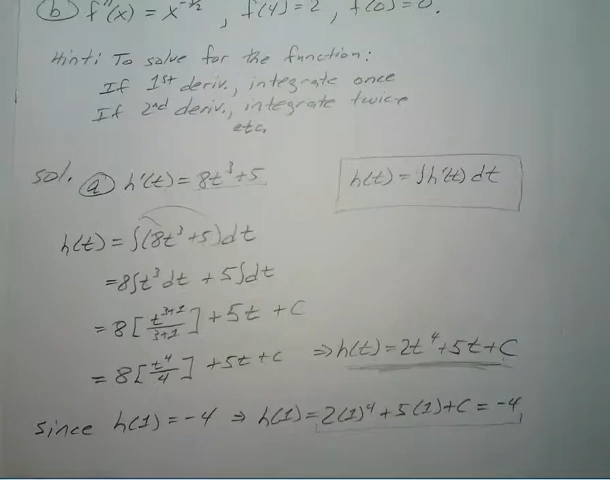 (b) f''(x) = x^{-3/2}, f'(4) = 2, f(0) = 0.
Hint: To solve for the function:
If 1st deriv., integrate once
If 2nd deriv., integrate twice
etc.
sol. (a) h'(t) = 8t³+5
h(t) = ∫h'(t) dt
h(t) = ∫(8t³+5)dt
= 8∫t³dt + 5∫dt
= 8[t^{3+1}/3+1] + 5t + C
= 8[t⁴/4] + 5t + C ⇒ h(t) = 2t⁴+5t+C
since h(1) = -4 ⇒ h(1) = 2(1)⁴ + 5(1) + C = -4,